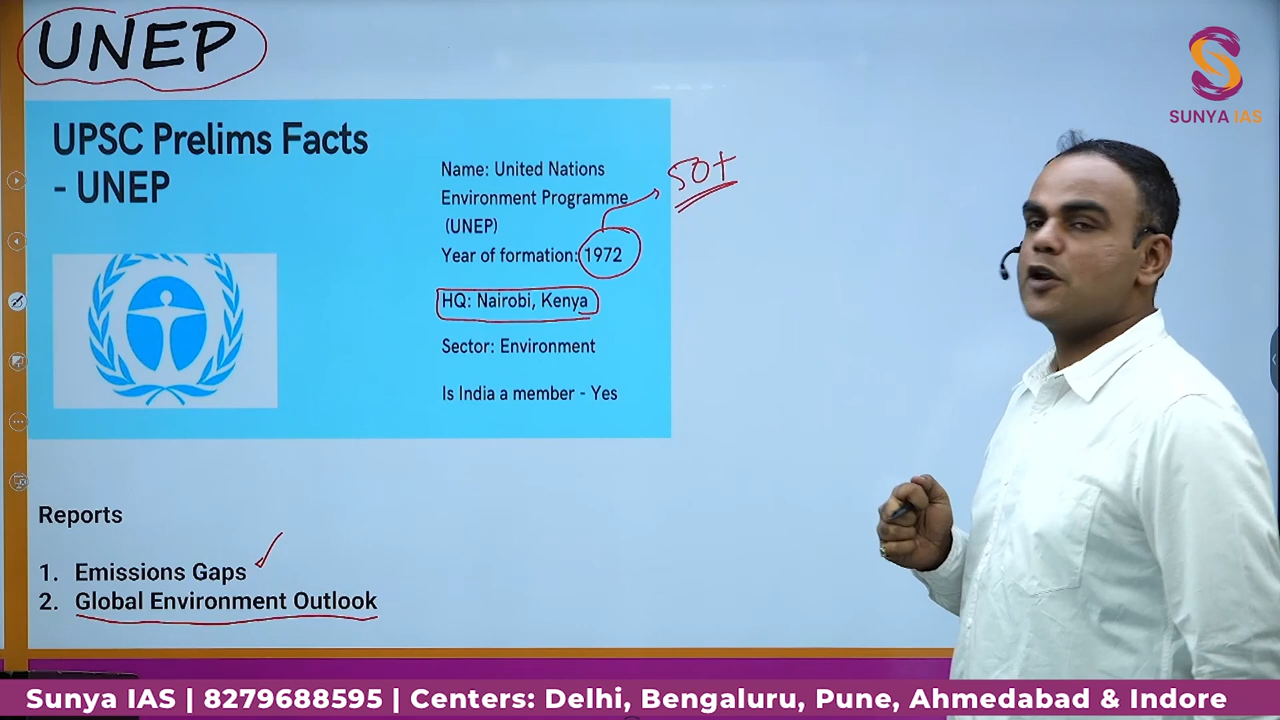 UNEP
SUNYA IAS
UPSC Prelims Facts
- UNEP
Name: United Nations
Environment Programme
(UNEP)
Year of formation: 1972
50+
HQ: Nairobi, Kenya
Sector: Environment
Is India a member - Yes
Reports
1. Emissions Gaps
2. Global Environment Outlook
Sunya IAS | 8279688595 | Centers: Delhi, Bengaluru, Pune, Ahmedabad & Indore